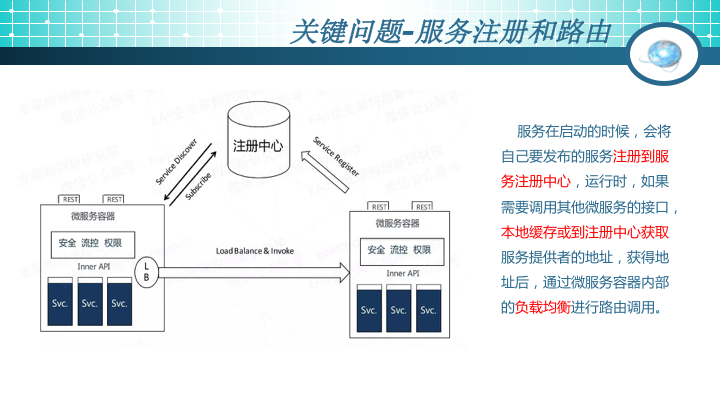 关键问题-服务注册和路由
注册中心
Service Discover
Subscribe
Service Register
REST REST
微服务容器
安全 流控 权限
Inner API
Svc. Svc. Svc.
L
B
Load Balance & Invoke
REST REST
微服务容器
安全 流控 权限
Inner API
Svc. Svc. Svc.
服务在启动的时候，会将
自己要发布的服务注册到服
务注册中心，运行时，如果
需要调用其他微服务的接口，
本地缓存或到注册中心获取
服务提供者的地址，获得地
址后，通过微服务容器内部
的负载均衡进行路由调用。